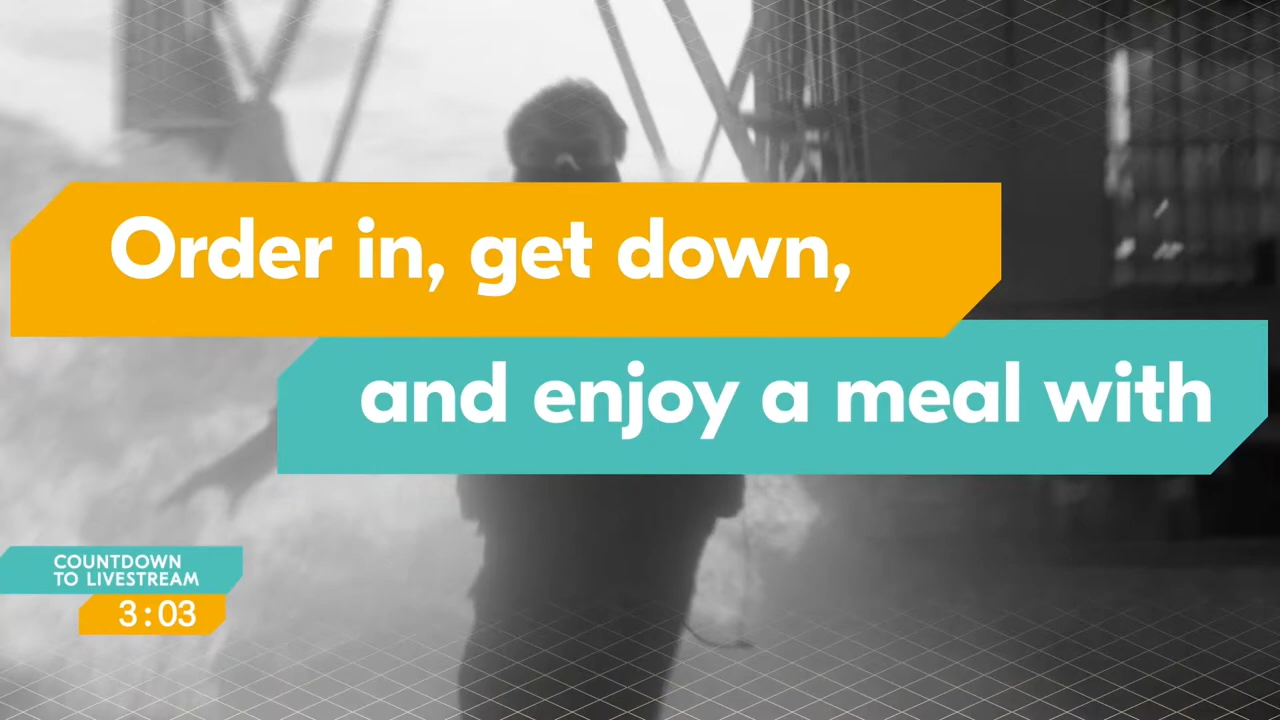 Order in, get down,
and enjoy a meal with
COUNTDOWN
TO LIVESTREAM
3:03